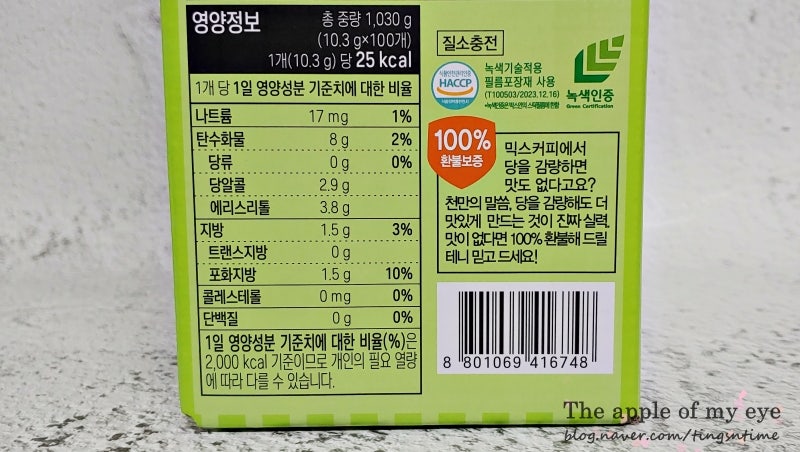 영양정보
총 중량 1,030 g
(10.3 g×100개)
1개(10.3 g) 당 25 kcal
1개 당 1일 영양성분 기준치에 대한 비율
나트륨 17 mg 1%
탄수화물 8 g 2%
당류 0 g 0%
당알콜 2.9 g
에리스리톨 3.8 g
지방 1.5 g 3%
트랜스지방 0 g
포화지방 1.5 g 10%
콜레스테롤 0 mg 0%
단백질 0 g 0%
1일 영양성분 기준치에 대한 비율(%)은
2,000 kcal 기준이므로 개인의 필요 열량
에 따라 다를 수 있습니다.
질소충전
HACCP
녹색기술적용
필름포장재 사용
(T100503/2023.12.16)
녹색인증
Green Certification
100%
환불보증
믹스커피에서
당을 감량하면
맛도 없다고요?
천만의 말씀, 당을 감량해도 더
맛있게 만드는 것이 진짜 실력.
맛이 없다면 100% 환불해 드릴
테니 믿고 드세요!
8 801069 416748
The apple of my eye
blog.naver.com/tingsntime